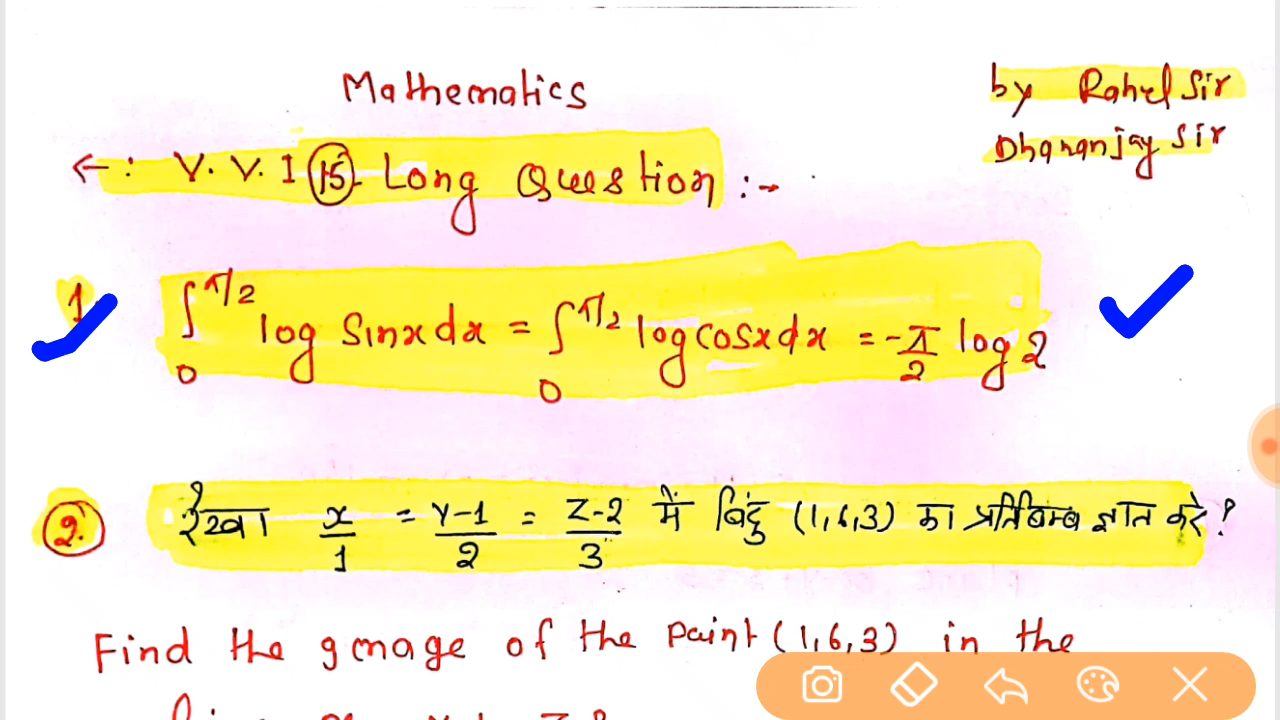 Mathematics
by Rahul Sir
Dhananjay Sir
←: V.V.I (15) Long Question :-
1 ∫₀^π/2 log Sinx dx = ∫₀^π/2 log cosx dx = -π/2 log 2
2. रेखा x/1 = Y-1/2 = Z-2/3 में बिंदु (1,6,3) का प्रतिबिम्ब ज्ञात करे ?
Find the gmage of the paint (1,6,3) in the